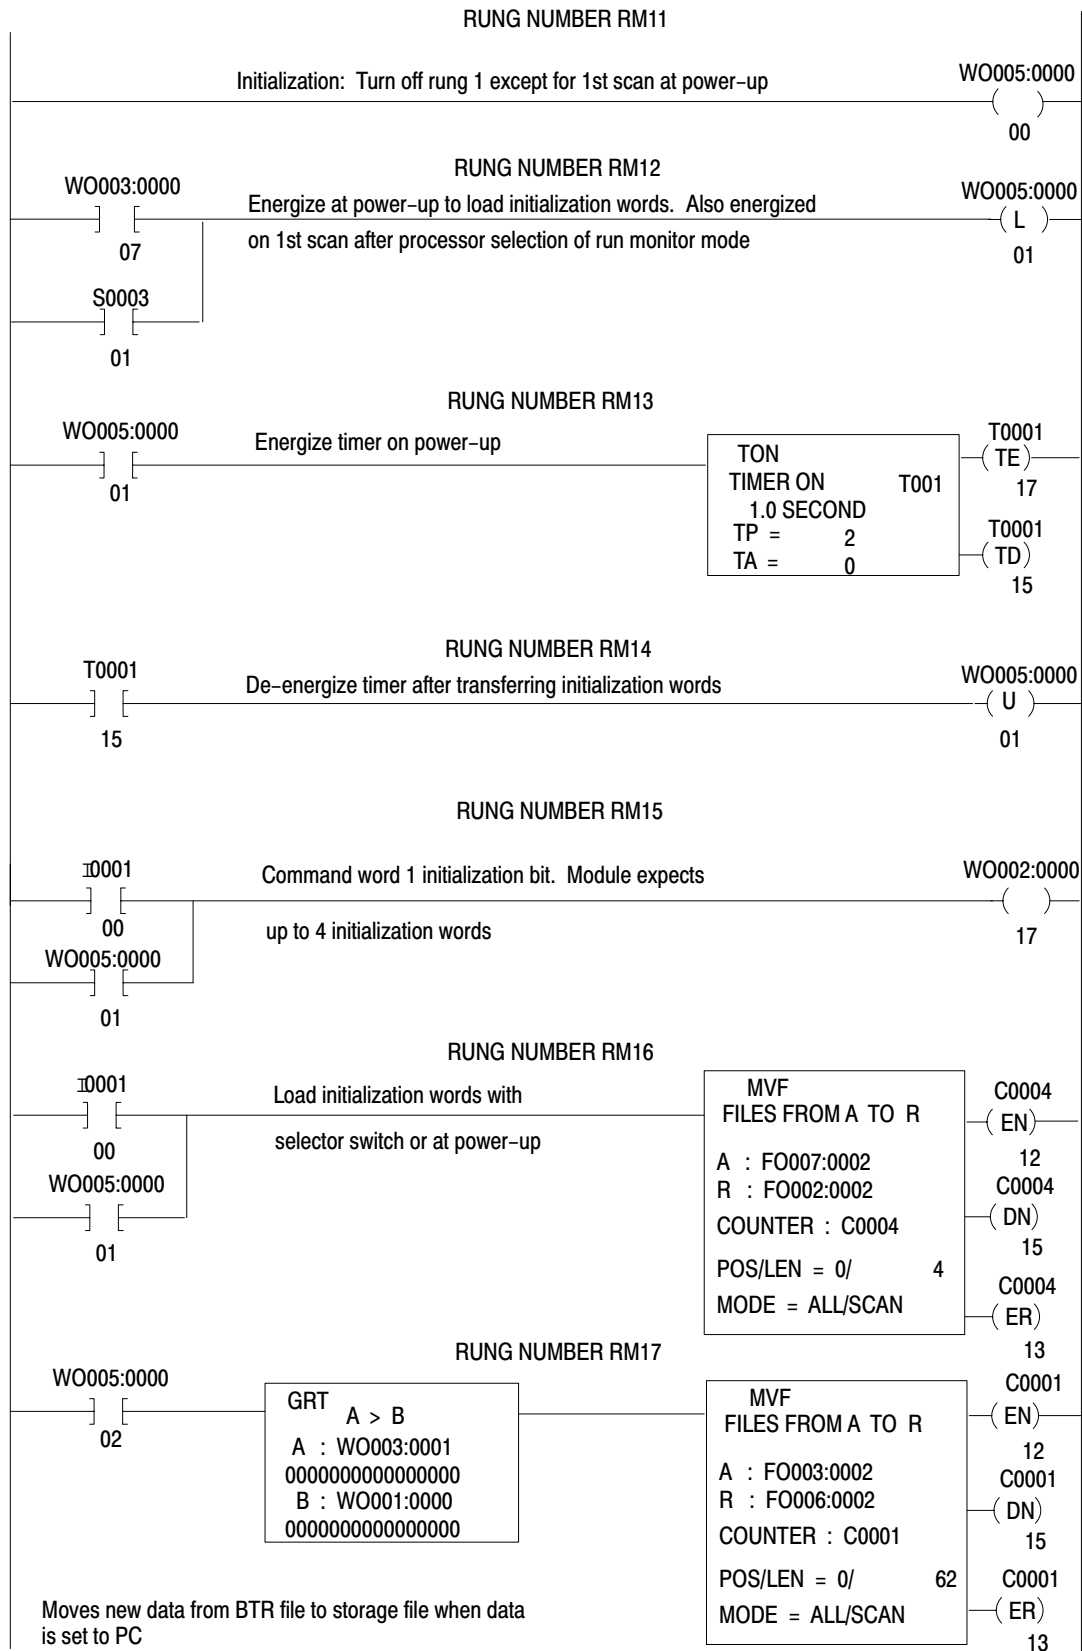 RUNG NUMBER RM11
Initialization: Turn off rung 1 except for 1st scan at power-up
WO005:0000
00
RUNG NUMBER RM12
WO003:0000
07
Energize at power-up to load initialization words. Also energized
on 1st scan after processor selection of run monitor mode
WO005:0000
L
01
S0003
01
RUNG NUMBER RM13
WO005:0000
01
Energize timer on power-up
TON
TIMER ON T001
1.0 SECOND
TP = 2
TA = 0
T0001
TE
17
T0001
TD
15
RUNG NUMBER RM14
T0001
15
De-energize timer after transferring initialization words
WO005:0000
U
01
RUNG NUMBER RM15
I0001
00
WO005:0000
01
Command word 1 initialization bit. Module expects
up to 4 initialization words
WO002:0000
17
RUNG NUMBER RM16
I0001
00
WO005:0000
01
Load initialization words with
selector switch or at power-up
MVF
FILES FROM A TO R
A : FO007:0002
R : FO002:0002
COUNTER : C0004
POS/LEN = 0/ 4
MODE = ALL/SCAN
C0004
EN
12
C0004
DN
15
C0004
ER
13
RUNG NUMBER RM17
WO005:0000
02
GRT
A > B
A : WO003:0001
0000000000000000
B : WO001:0000
0000000000000000
MVF
FILES FROM A TO R
A : FO003:0002
R : FO006:0002
COUNTER : C0001
POS/LEN = 0/ 62
MODE = ALL/SCAN
C0001
EN
12
C0001
DN
15
C0001
ER
13
Moves new data from BTR file to storage file when data
is set to PC